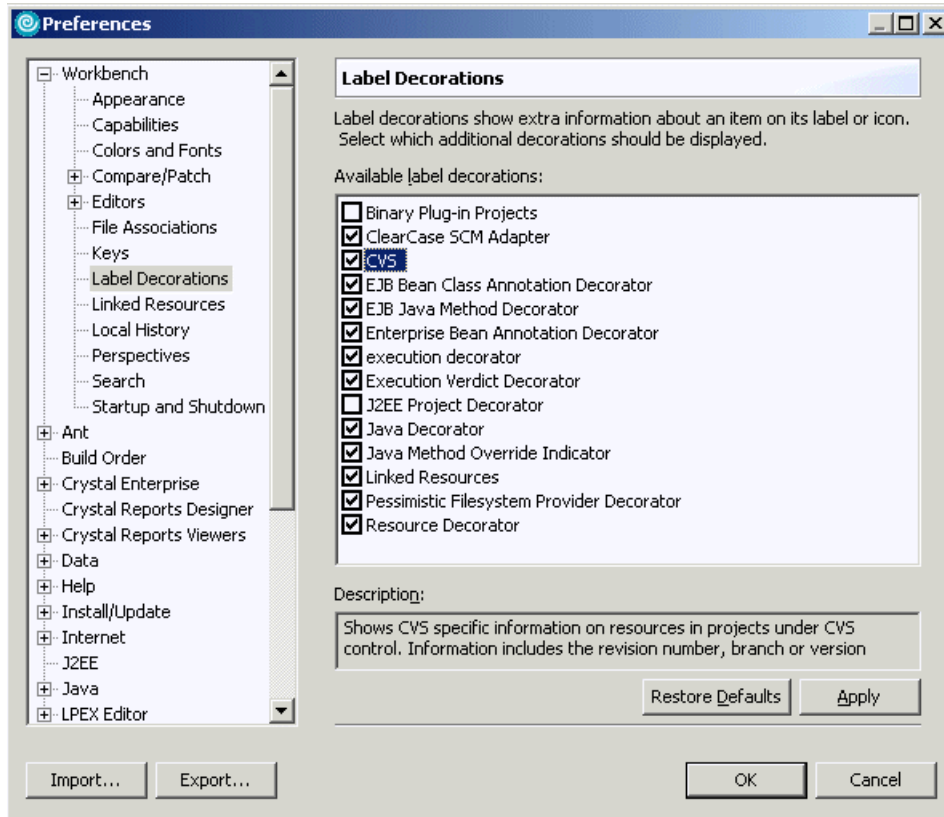 Preferences
Workbench
Appearance
Capabilities
Colors and Fonts
Compare/Patch
Editors
File Associations
Keys
Label Decorations
Linked Resources
Local History
Perspectives
Search
Startup and Shutdown
Ant
Build Order
Crystal Enterprise
Crystal Reports Designer
Crystal Reports Viewers
Data
Help
Install/Update
Internet
J2EE
Java
LPEX Editor
Label Decorations
Label decorations show extra information about an item on its label or icon.
Select which additional decorations should be displayed.
Available label decorations:
Binary Plug-in Projects
ClearCase SCM Adapter
CVS
EJB Bean Class Annotation Decorator
EJB Java Method Decorator
Enterprise Bean Annotation Decorator
execution decorator
Execution Verdict Decorator
J2EE Project Decorator
Java Decorator
Java Method Override Indicator
Linked Resources
Pessimistic Filesystem Provider Decorator
Resource Decorator
Description:
Shows CVS specific information on resources in projects under CVS
control. Information includes the revision number, branch or version
Restore Defaults
Apply
Import...
Export...
OK
Cancel